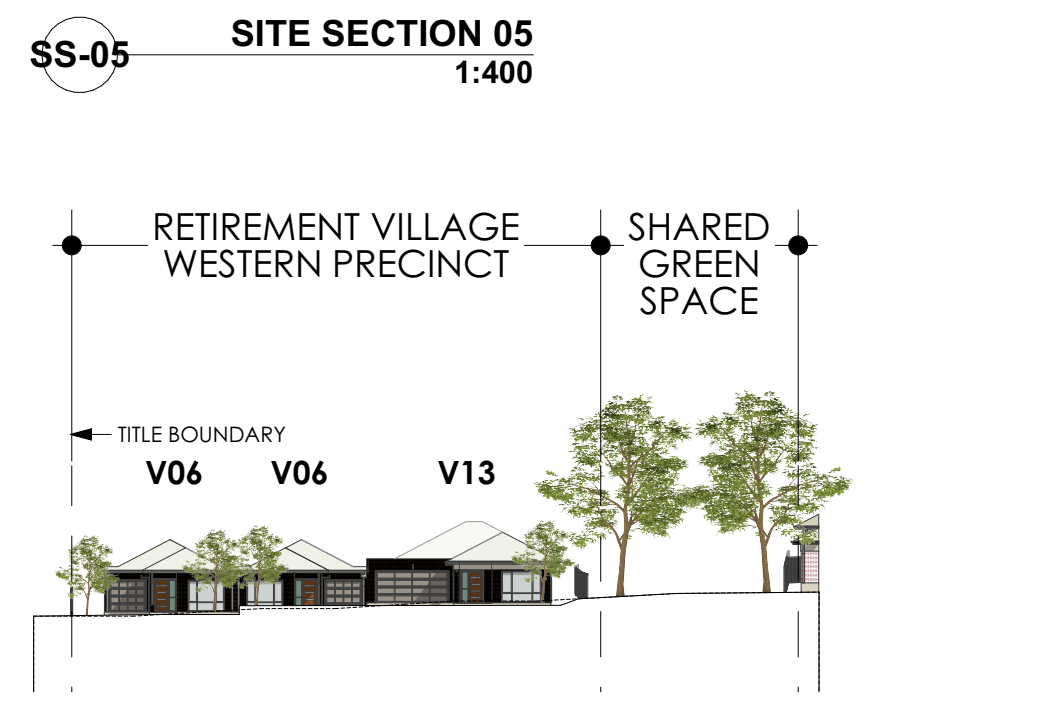 SS-05
SITE SECTION 05
1:400
RETIREMENT VILLAGE
WESTERN PRECINCT
SHARED
GREEN
SPACE
TITLE BOUNDARY
V06 V06 V13